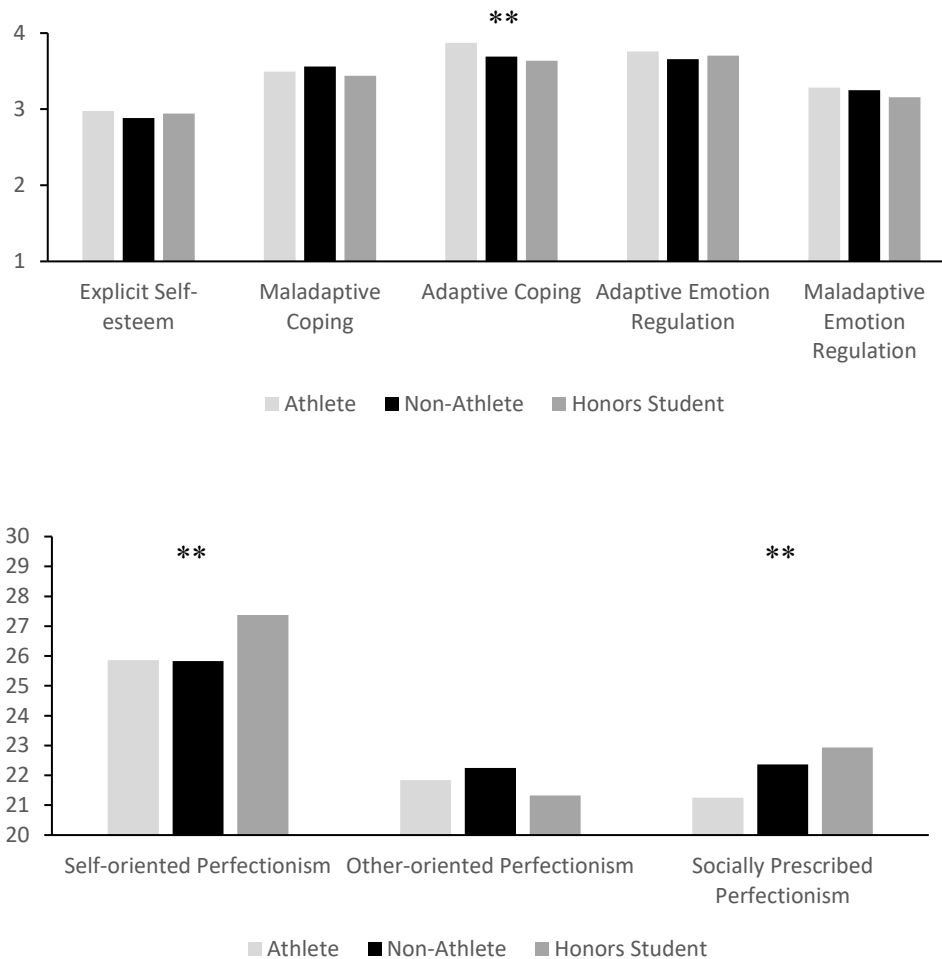 **
4
3
2
1
Explicit Self-
esteem
Maladaptive
Coping
Adaptive Coping
Adaptive Emotion
Regulation
Maladaptive
Emotion
Regulation
Athlete Non-Athlete Honors Student
30
29
28
27
26
25
24
23
22
21
20
** **
Self-oriented Perfectionism
Other-oriented Perfectionism
Socially Prescribed
Perfectionism
Athlete Non-Athlete Honors Student